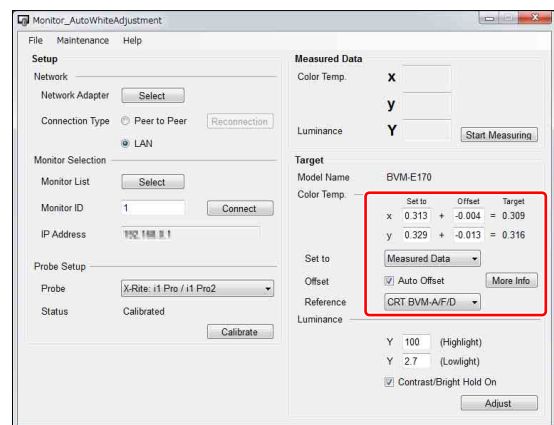 Monitor_AutoWhiteAdjustment
File Maintenance Help
Setup
Network
Network Adapter Select
Connection Type Peer to Peer Reconnection
LAN
Monitor Selection
Monitor List Select
Monitor ID 1 Connect
IP Address
Probe Setup
Probe X-Rite: i1 Pro / i1 Pro2
Status Calibrated
Calibrate
Measured Data
Color Temp. x
y
Luminance Y Start Measuring
Target
Model Name BVM-E170
Color Temp.
Set to Offset Target
x 0.313 + -0.004 = 0.309
y 0.329 + -0.013 = 0.316
Set to Measured Data
Offset Auto Offset More Info
Reference CRT BVM-A/F/D
Luminance
Y 100 (Highlight)
Y 2.7 (Lowlight)
Contrast/Bright Hold On
Adjust